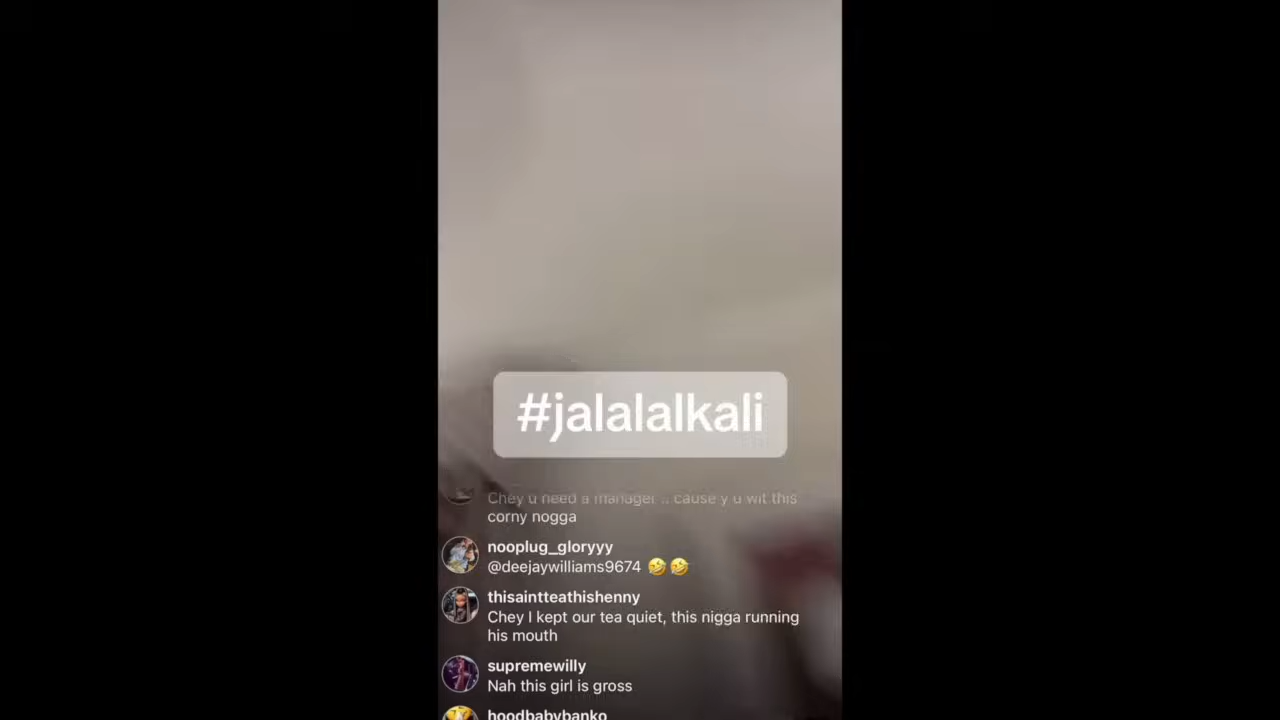 #jalalalkali
Chey u need a manager .. cause y u wit this
corny nogga
nooplug_gloryyy
@deejaywilliams9674 🤣🤣
thisaintteathishenny
Chey I kept our tea quiet, this nigga running
his mouth
supremewilly
Nah this girl is gross
hoodbabybanko